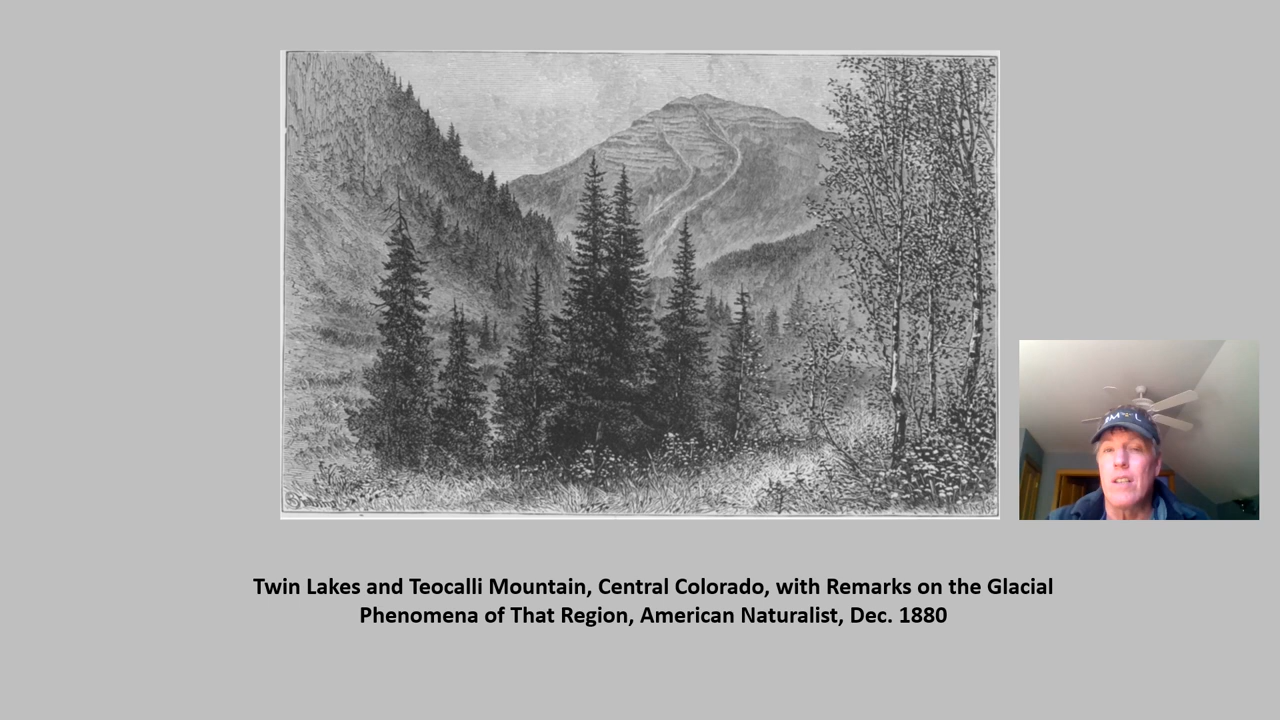 Twin Lakes and Teocalli Mountain, Central Colorado, with Remarks on the Glacial
Phenomena of That Region, American Naturalist, Dec. 1880